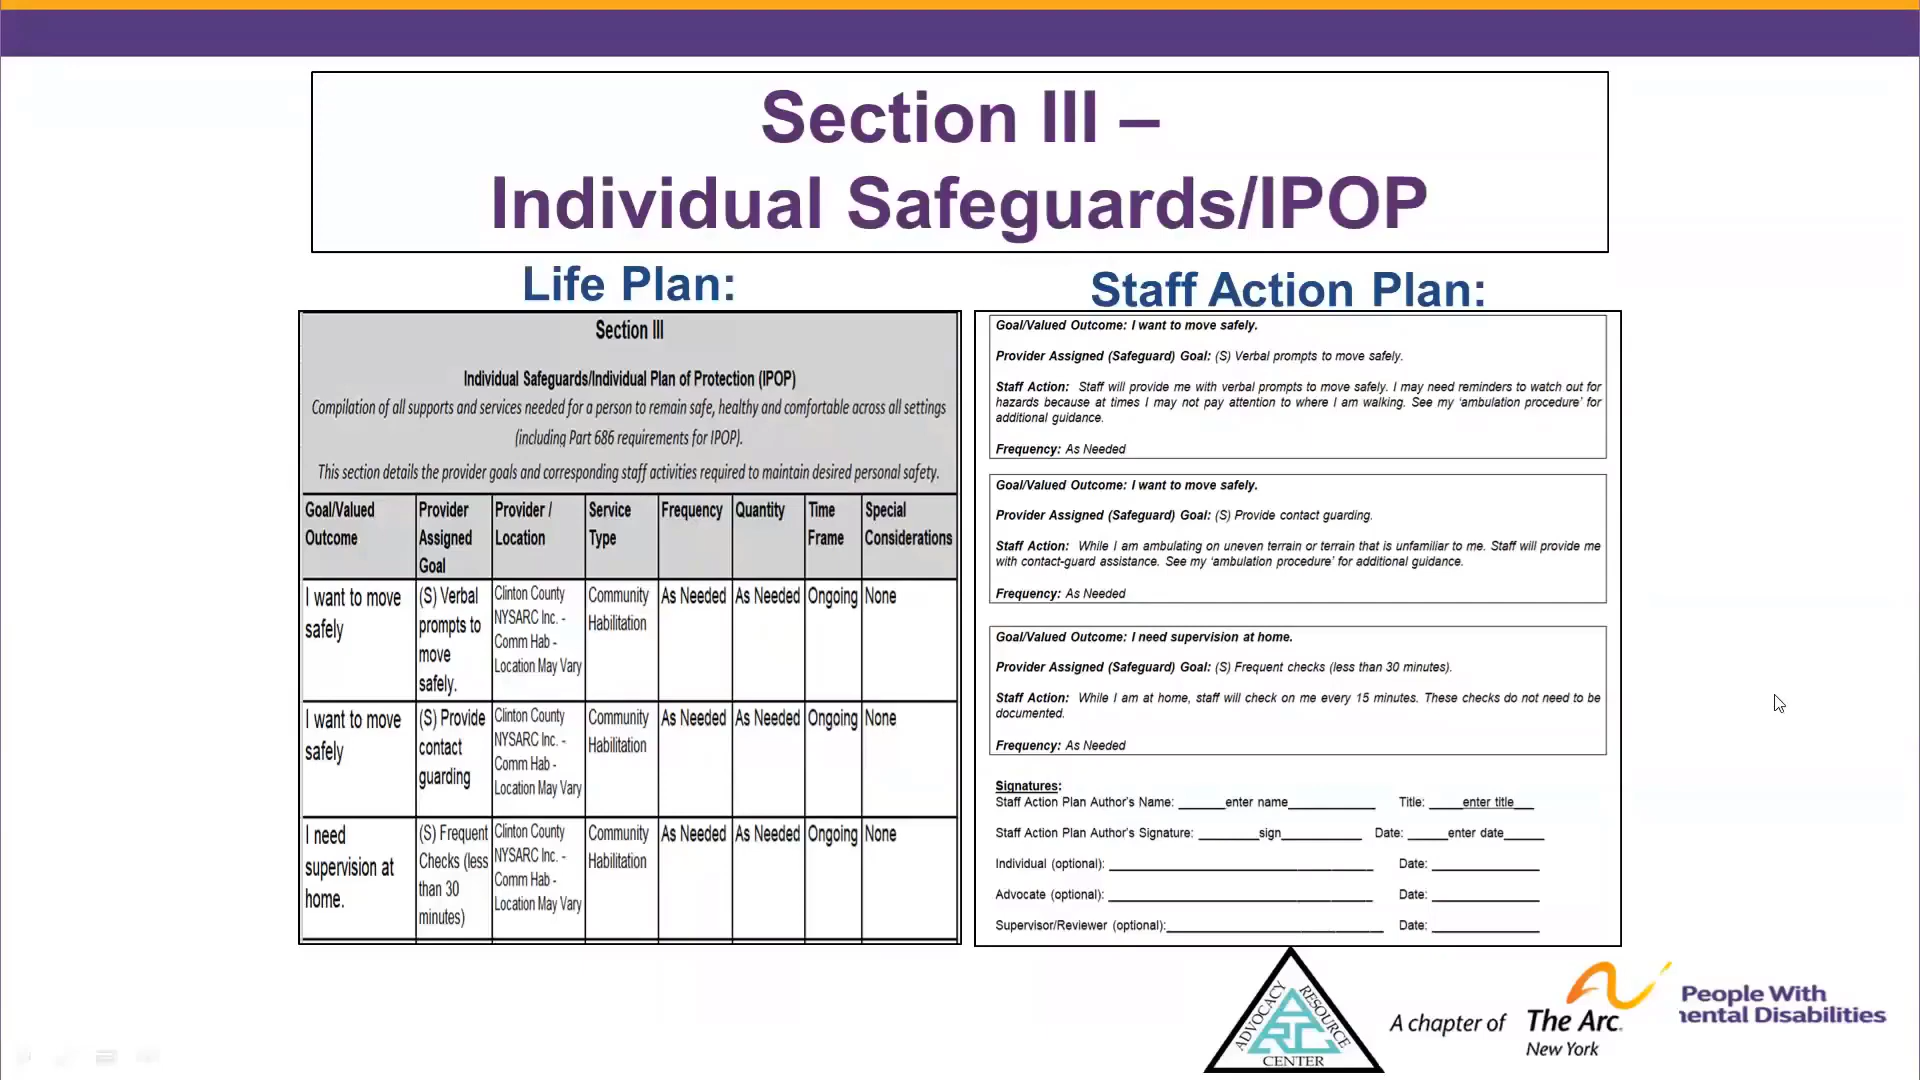 Section III –
Individual Safeguards/IPOP
Life Plan:
Section III
Individual Safeguards/Individual Plan of Protection (IPOP)
Compilation of all supports and services needed for a person to remain safe, healthy and comfortable across all settings
(including Part 686 requirements for IPOP).
This section details the provider goals and corresponding staff activities required to maintain desired personal safety.
Goal/Valued Outcome
Provider Assigned Goal
Provider / Location
Service Type
Frequency
Quantity
Time Frame
Special Considerations
I want to move safely
(S) Verbal prompts to move safely.
Clinton County NYSARC Inc. - Comm Hab - Location May Vary
Community Habilitation
As Needed
As Needed
Ongoing
None
I want to move safely
(S) Provide contact guarding
Clinton County NYSARC Inc. - Comm Hab - Location May Vary
Community Habilitation
As Needed
As Needed
Ongoing
None
I need supervision at home.
(S) Frequent Checks (less than 30 minutes)
Clinton County NYSARC Inc. - Comm Hab - Location May Vary
Community Habilitation
As Needed
As Needed
Ongoing
None
Staff Action Plan:
Goal/Valued Outcome: I want to move safely.
Provider Assigned (Safeguard) Goal: (S) Verbal prompts to move safely.
Staff Action: Staff will provide me with verbal prompts to move safely. I may need reminders to watch out for
hazards because at times I may not pay attention to where I am walking. See my ‘ambulation procedure’ for
additional guidance.
Frequency: As Needed
Goal/Valued Outcome: I want to move safely.
Provider Assigned (Safeguard) Goal: (S) Provide contact guarding.
Staff Action: While I am ambulating on uneven terrain or terrain that is unfamiliar to me. Staff will provide me
with contact-guard assistance. See my ‘ambulation procedure’ for additional guidance.
Frequency: As Needed
Goal/Valued Outcome: I need supervision at home.
Provider Assigned (Safeguard) Goal: (S) Frequent checks (less than 30 minutes).
Staff Action: While I am at home, staff will check on me every 15 minutes. These checks do not need to be
documented.
Frequency: As Needed
Signatures:
Staff Action Plan Author's Name: ______enter name___________ Title: ____enter title__
Staff Action Plan Author's Signature: ________sign__________ Date: _____enter date_____
Individual (optional): __________ Date: __________
Advocate (optional): __________ Date: __________
Supervisor/Reviewer (optional):__________ Date: __________
ADVOCACY RESOURCE CENTER
ARC
A chapter of
The Arc.
New York
People With
ental Disabilities